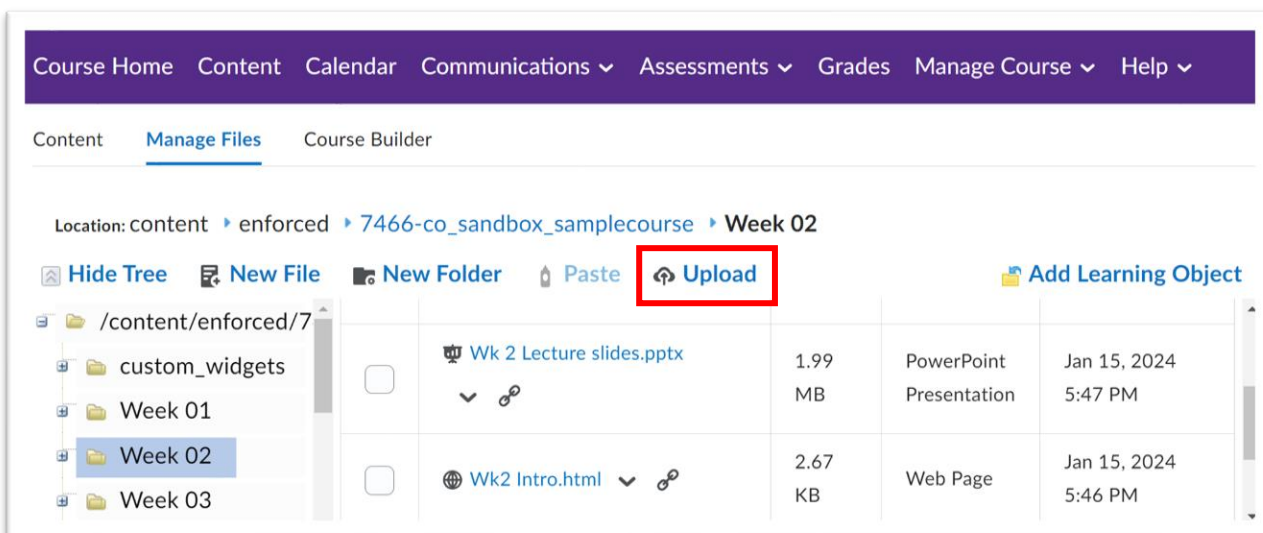 Course Home Content Calendar Communications Assessments Grades Manage Course Help
Content Manage Files Course Builder
Location: content enforced 7466-co_sandbox_samplecourse Week 02
Hide Tree New File New Folder Paste Upload Add Learning Object
/content/enforced/7
custom_widgets
Week 01
Week 02
Week 03
Wk 2 Lecture slides.pptx
1.99
MB
PowerPoint
Presentation
Jan 15, 2024
5:47 PM
Wk2 Intro.html
2.67
KB
Web Page
Jan 15, 2024
5:46 PM